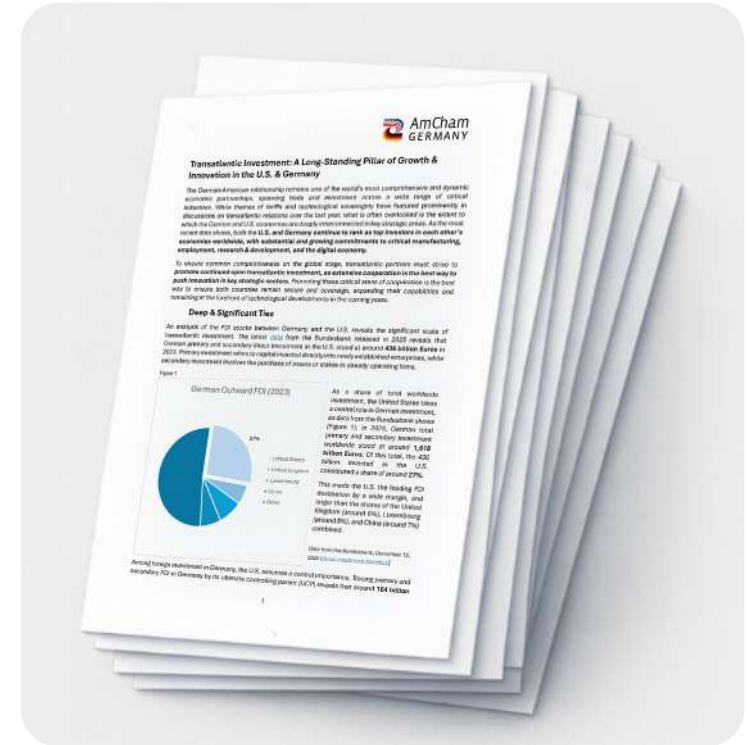 AmCham
GERMANY
Transatlantic Investment: A Long-Standing Pillar of Growth &
Innovation in the U.S. & Germany
The German-American relationship remains one of the world's most comprehensive and dynamic
economic partnerships, spanning trade and investment across a wide range of critical
industries. While themes of tariffs and technological sovereignty have featured prominently in
discussions on transatlantic relations over the last year, what is often overlooked is the extent to
which the German and U.S. economies are deeply interconnected in key strategic areas. As the most
recent data shows, both the U.S. and Germany continue to rank as top investors in each other's
economies worldwide, with substantial and growing commitments to critical manufacturing,
employment, research & development, and the digital economy.
To ensure common competitiveness on the global stage, transatlantic partners must strive to
promote continued open transatlantic investment, as extensive cooperation is the best way to
push innovation in key strategic sectors. Promoting these critical areas of cooperation is the best
way to ensure both countries remain secure and sovereign, expanding their capabilities and
remaining at the forefront of technological developments in the coming years.
Deep & Significant Ties
An analysis of the FDI stocks between Germany and the U.S. reveals the significant scale of
transatlantic investment. The latest data from the Bundesbank released in 2025 reveals that
German primary and secondary direct investment in the U.S. stood at around 436 billion Euros in
2023. Primary investment refers to capital invested directly into newly established enterprises, while
secondary investment involves the purchase of assets or stakes in already operating firms.
Figure 1
German Outward FDI (2023)
27%
United States
United Kingdom
Luxembourg
China
Other
As a share of total worldwide
investment, the United States takes
a central role in German investment,
as data from the Bundesbank shows
(Figure 1). In 2023, German total
primary and secondary investment
worldwide stood at around 1,618
billion Euros. Of this total, the 436
billion invested in the U.S.
constituted a share of around 27%.
This made the U.S. the leading FDI
destination by a wide margin, and
larger than the shares of the United
Kingdom (around 6%), Luxembourg
(around 8%), and China (around 7%)
combined.
Data from the Bundesbank, December 
2025
Among foreign investment in Germany, the U.S. assumes a central importance. Tracing primary and
secondary FDI in Germany by its ultimate controlling parent (UCP) reveals that around 164 billion
1